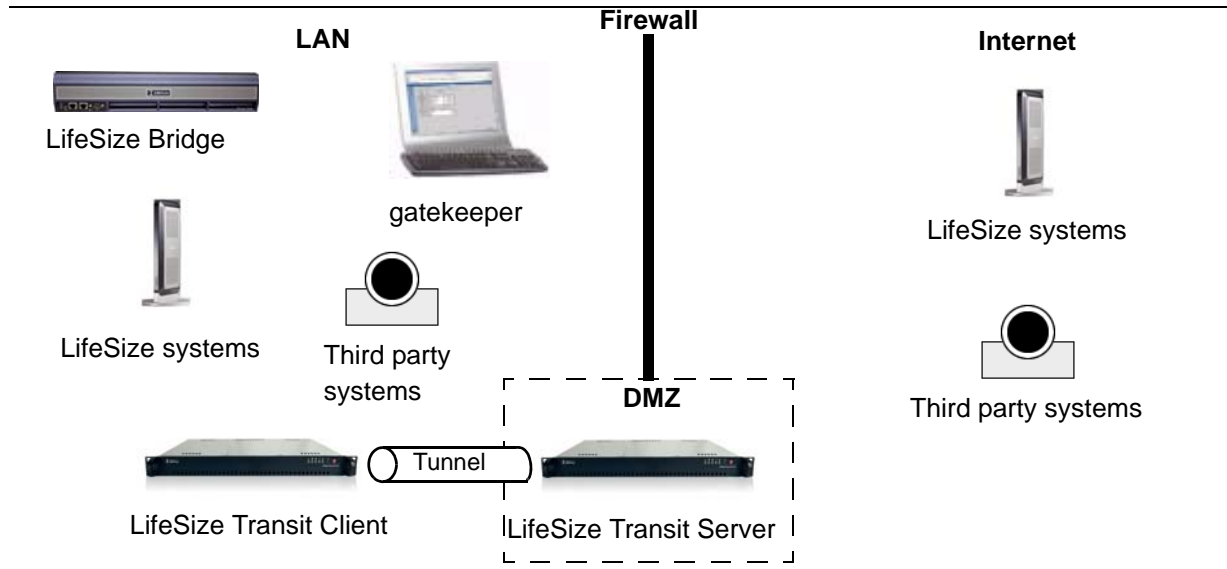 Firewall
LAN
Internet
LifeSize Bridge
gatekeeper
LifeSize systems
LifeSize systems
Third party
systems
Third party systems
DMZ
Tunnel
LifeSize Transit Client
LifeSize Transit Server